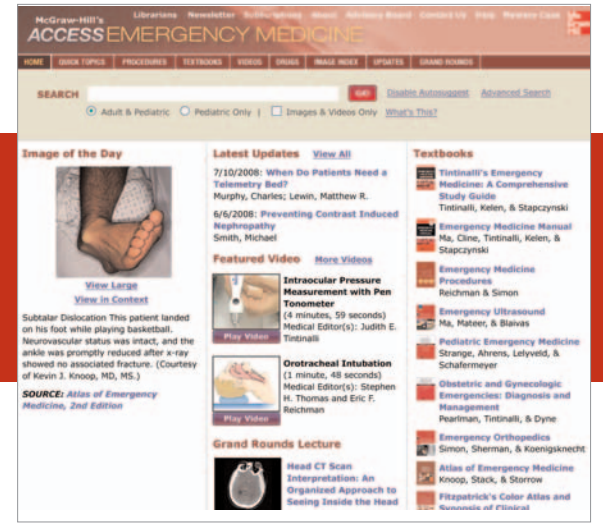 McGraw-Hill's
ACCESS EMERGENCY MEDICINE
Librarians Newsletter Subscriptions About Advisory Board Contact Us Help
HOME QUICK TOPICS PROCEDURES TEXTBOOKS VIDEOS DRUGS IMAGE INDEX UPDATES GRAND ROUNDS
SEARCH GO Disable Autosuggest Advanced Search
Adult & Pediatric Pediatric Only | Images & Videos Only What's This?
Image of the Day
View Large
View in Context
Subtalar Dislocation This patient landed
on his foot while playing basketball.
Neurovascular status was intact, and the
ankle was promptly reduced after x-ray
showed no associated fracture. (Courtesy
of Kevin J. Knoop, MD, MS.)
SOURCE: Atlas of Emergency
Medicine, 2nd Edition
Latest Updates View All
7/10/2008: When Do Patients Need a
Telemetry Bed?
Murphy, Charles; Lewin, Matthew R.
6/6/2008: Preventing Contrast Induced
Nephropathy
Smith, Michael
Featured Video More Videos
Intraocular Pressure
Measurement with Pen
Tonometer
(4 minutes, 59 seconds)
Medical Editor(s): Judith E.
Tintinalli
Play Video
Orotracheal Intubation
(1 minute, 48 seconds)
Medical Editor(s): Stephen
H. Thomas and Eric F.
Reichman
Play Video
Grand Rounds Lecture
Head CT Scan
Interpretation: An
Organized Approach to
Seeing Inside the Head
Textbooks
Tintinalli's Emergency
Medicine: A Comprehensive
Study Guide
Tintinalli, Kelen, & Stapczynski
Emergency Medicine Manual
Ma, Cline, Tintinalli, Kelen, &
Stapczynski
Emergency Medicine
Procedures
Reichman & Simon
Emergency Ultrasound
Ma, Mateer, & Blaivas
Pediatric Emergency Medicine
Strange, Ahrens, Lelyveld, &
Schafermeyer
Obstetric and Gynecologic
Emergencies: Diagnosis and
Management
Pearlman, Tintinalli, & Dyne
Emergency Orthopedics
Simon, Sherman, & Koenigsknecht
Atlas of Emergency Medicine
Knoop, Stack, & Storrow
Fitzpatrick's Color Atlas and
Synopsis of Clinical